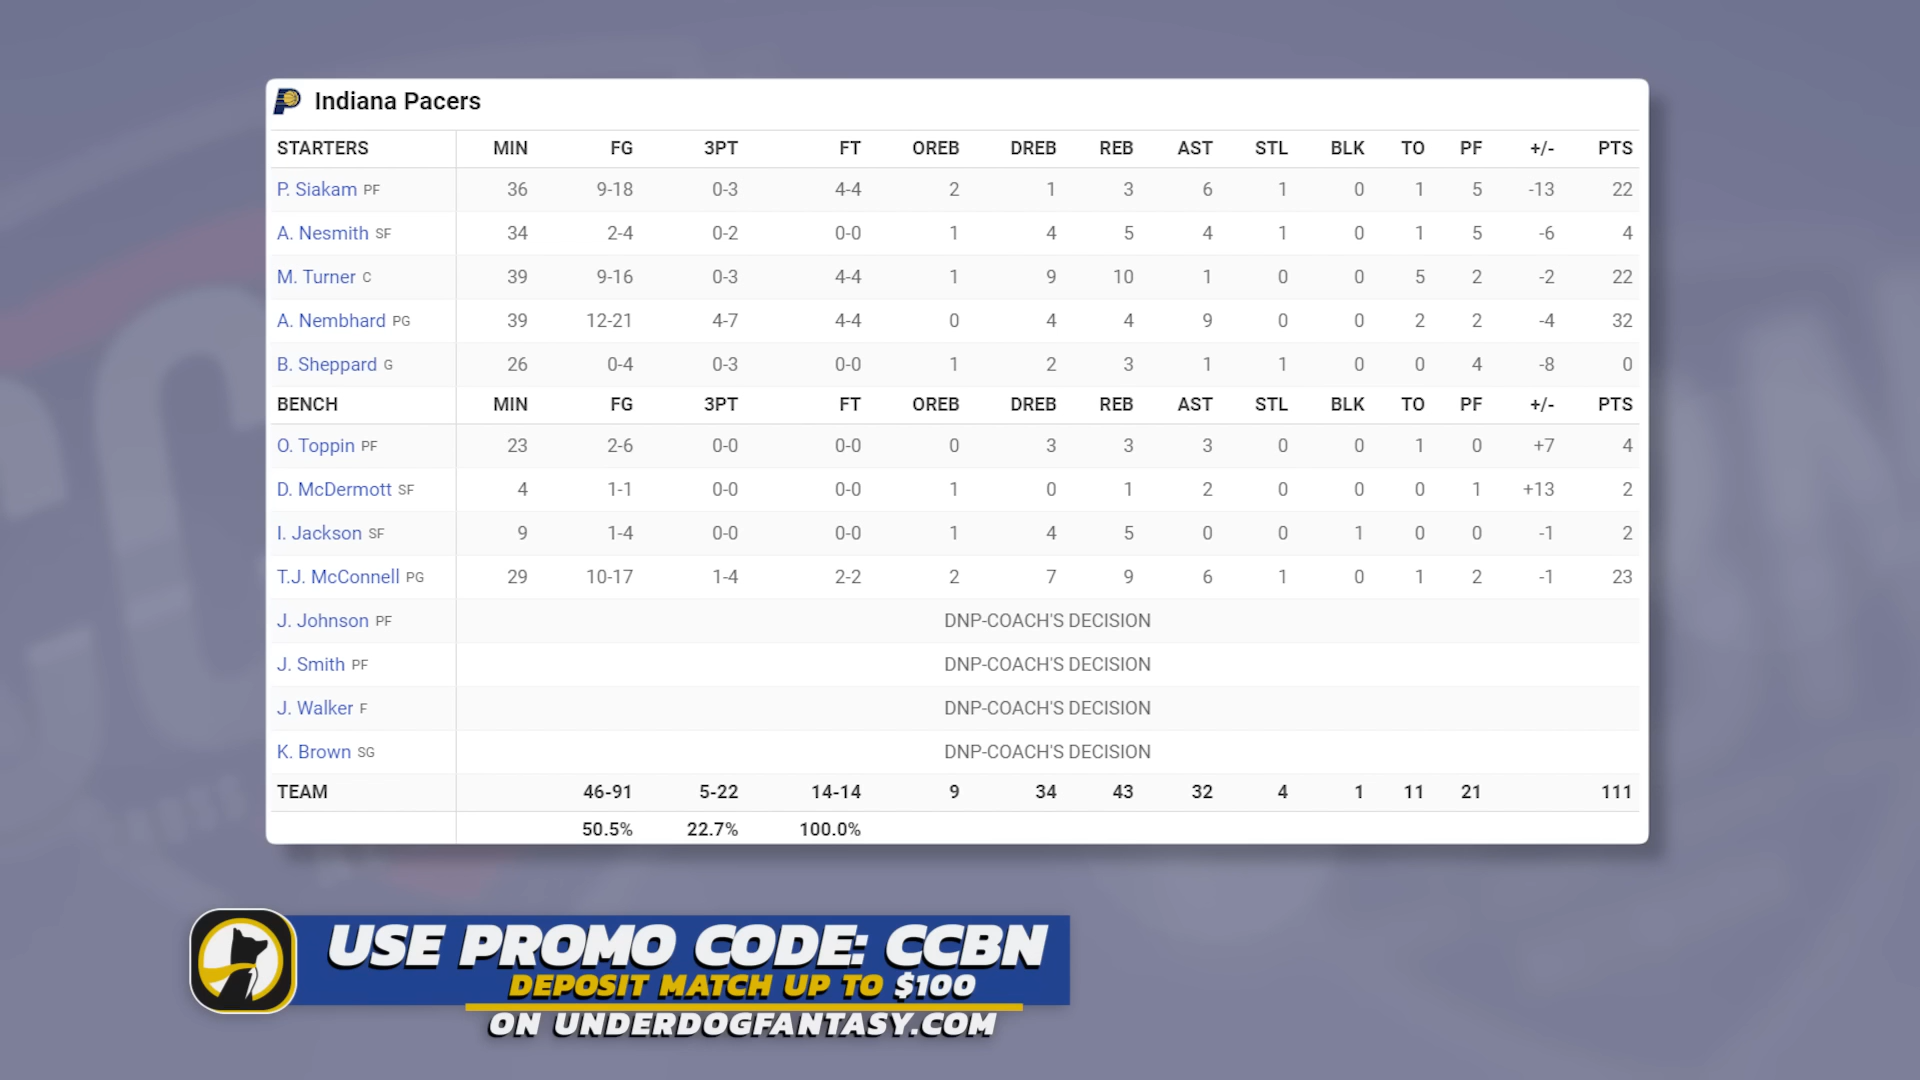 Indiana Pacers
STARTERS MIN FG 3PT FT OREB DREB REB AST STL BLK TO PF +/- PTS
P. Siakam PF 36 9-18 0-3 4-4 2 1 3 6 1 0 1 5 -13 22
A. Nesmith SF 34 2-4 0-2 0-0 1 4 5 4 1 0 1 5 -6 4
M. Turner C 39 9-16 0-3 4-4 1 9 10 1 0 0 5 2 -2 22
A. Nembhard PG 39 12-21 4-7 4-4 0 4 4 9 0 0 2 2 -4 32
B. Sheppard G 26 0-4 0-3 0-0 1 2 3 1 1 0 0 4 -8 0
BENCH MIN FG 3PT FT OREB DREB REB AST STL BLK TO PF +/- PTS
O. Toppin PF 23 2-6 0-0 0-0 0 3 3 3 0 0 1 0 +7 4
D. McDermott SF 4 1-1 0-0 0-0 1 0 1 2 0 0 0 1 +13 2
I. Jackson SF 9 1-4 0-0 0-0 1 4 5 0 0 1 0 0 -1 2
T.J. McConnell PG 29 10-17 1-4 2-2 2 7 9 6 1 0 1 2 -1 23
J. Johnson PF DNP-COACH'S DECISION
J. Smith PF DNP-COACH'S DECISION
J. Walker F DNP-COACH'S DECISION
K. Brown SG DNP-COACH'S DECISION
TEAM 46-91 5-22 14-14 9 34 43 32 4 1 11 21 111
50.5% 22.7% 100.0%
USE PROMO CODE: CCBN
DEPOSIT MATCH UP TO $100
ON UNDERDOGFANTASY.COM